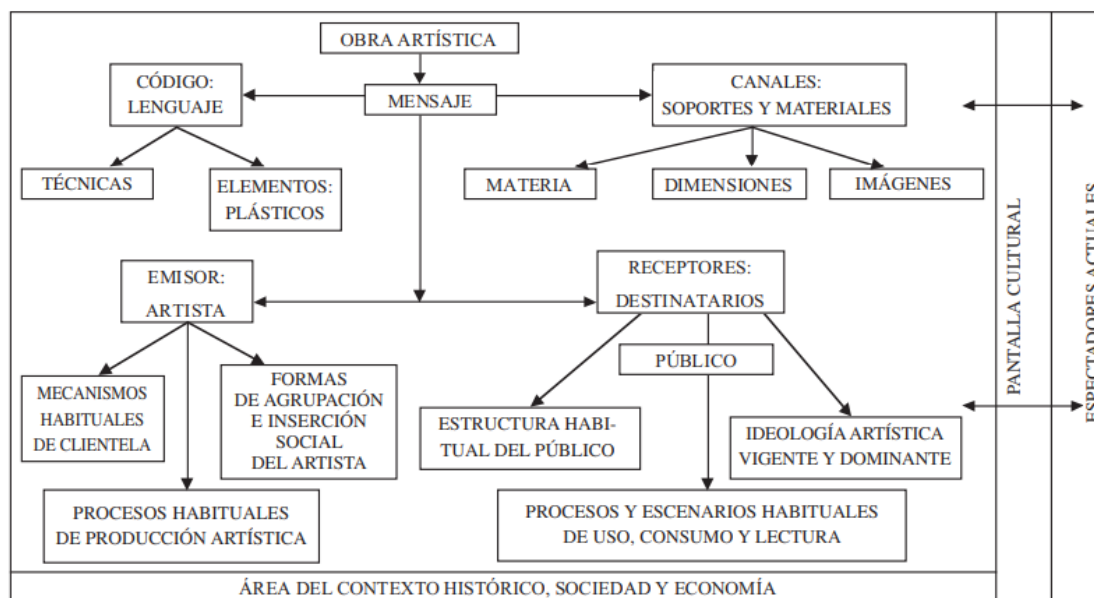 OBRA ARTÍSTICA
CÓDIGO:
LENGUAJE
MENSAJE
CANALES:
SOPORTES Y MATERIALES
TÉCNICAS
ELEMENTOS:
PLÁSTICOS
MATERIA
DIMENSIONES
IMÁGENES
EMISOR:
ARTISTA
RECEPTORES:
DESTINATARIOS
PÚBLICO
MECANISMOS
HABITUALES
DE CLIENTELA
FORMAS
DE AGRUPACIÓN
E INSERCIÓN
SOCIAL
DEL ARTISTA
ESTRUCTURA HABI-
TUAL DEL PÚBLICO
IDEOLOGÍA ARTÍSTICA
VIGENTE Y DOMINANTE
PROCESOS HABITUALES
DE PRODUCCIÓN ARTÍSTICA
PROCESOS Y ESCENARIOS HABITUALES
DE USO, CONSUMO Y LECTURA
ÁREA DEL CONTEXTO HISTÓRICO, SOCIEDAD Y ECONOMÍA
PANTALLA CULTURAL
ESPECTADORES ACTUALES